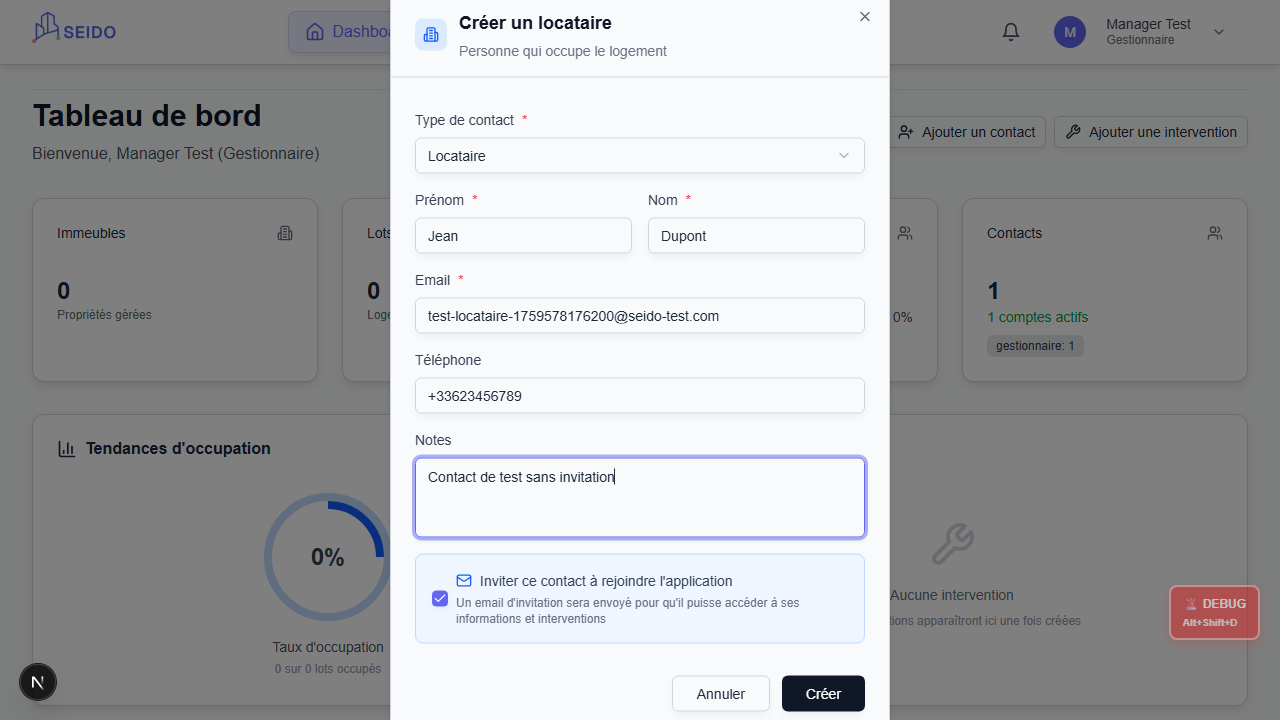 SEIDO
Dashbo
M
Manager Test
Gestionnaire
Créer un locataire
Personne qui occupe le logement
Tableau de bord
Bienvenue, Manager Test (Gestionnaire)
Ajouter un contact
Ajouter une intervention
Type de contact *
Locataire
Prénom *
Nom *
Jean
Dupont
Email *
test-locataire-1759578176200@seido-test.com
Téléphone
+33623456789
Notes
Contact de test sans invitation
Inviter ce contact à rejoindre l'application
Un email d'invitation sera envoyé pour qu'il puisse accéder à ses
informations et interventions
Annuler
Créer
Immeubles
0
Propriétés gérées
Lots
0
Loge
0%
Contacts
1
1 comptes actifs
gestionnaire: 1
Tendances d'occupation
0%
Taux d'occupation
0 sur 0 lots occupés
Aucune intervention
tions apparaîtront ici une fois créées
DEBUG
Alt+Shift+D
N